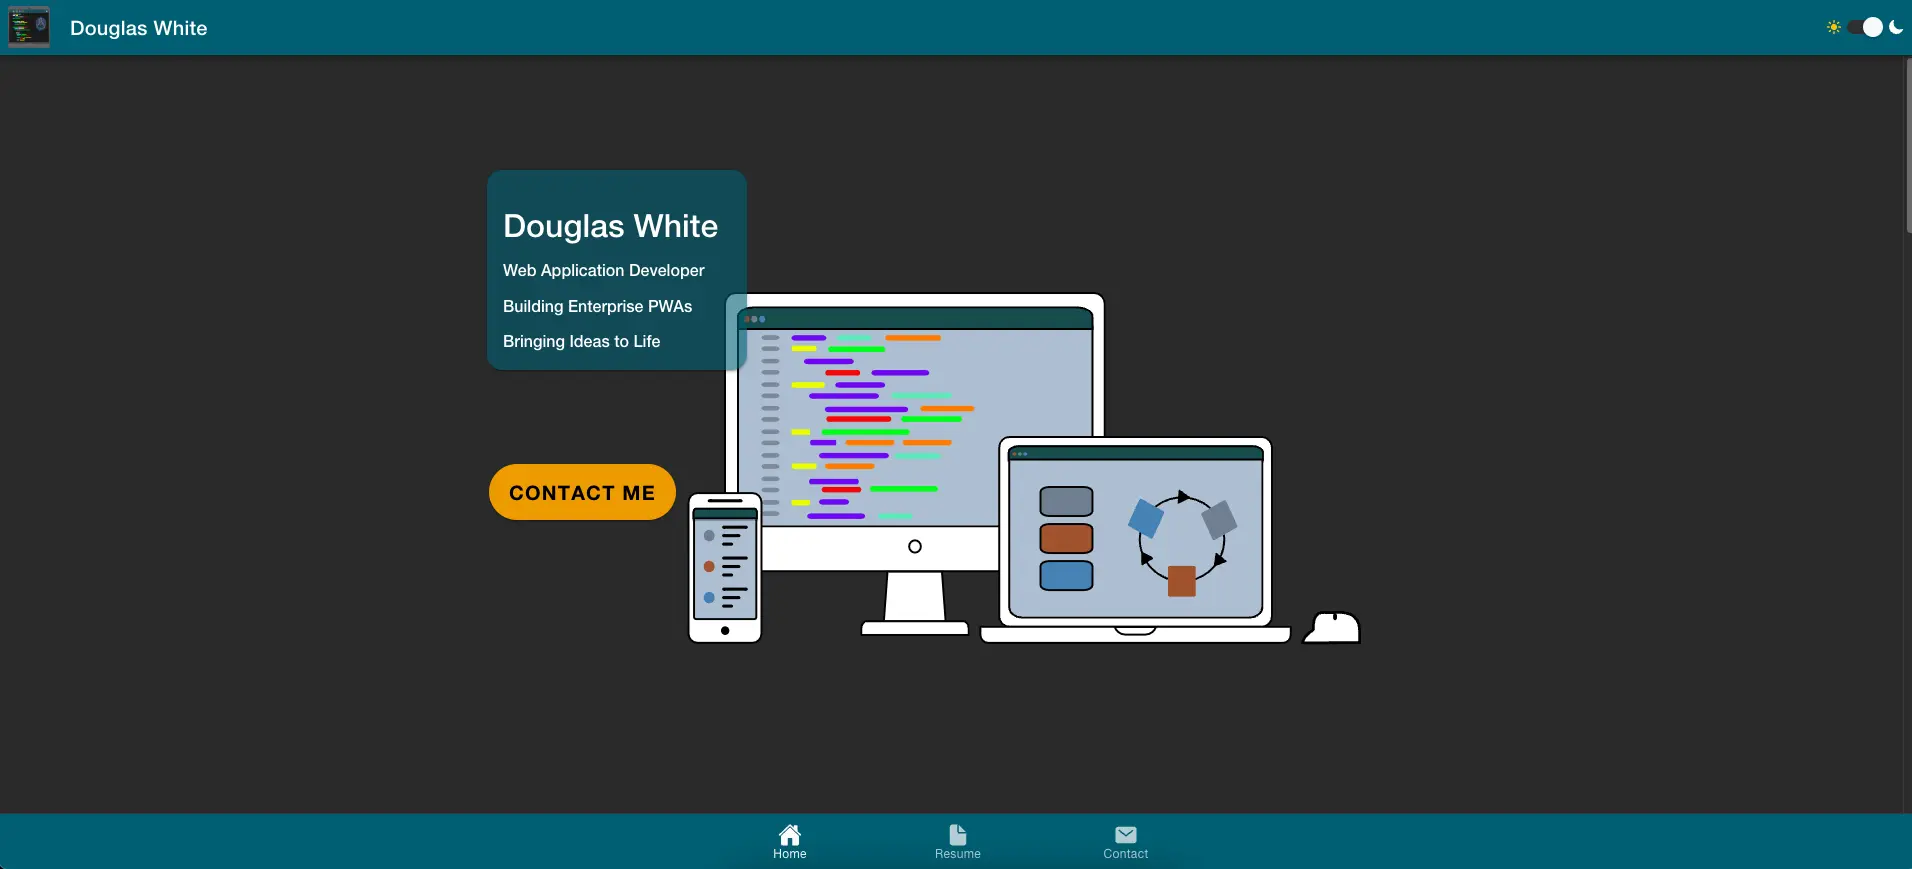 Douglas White
Douglas White
Web Application Developer
Building Enterprise PWAs
Bringing Ideas to Life
CONTACT ME
Home
Resume
Contact